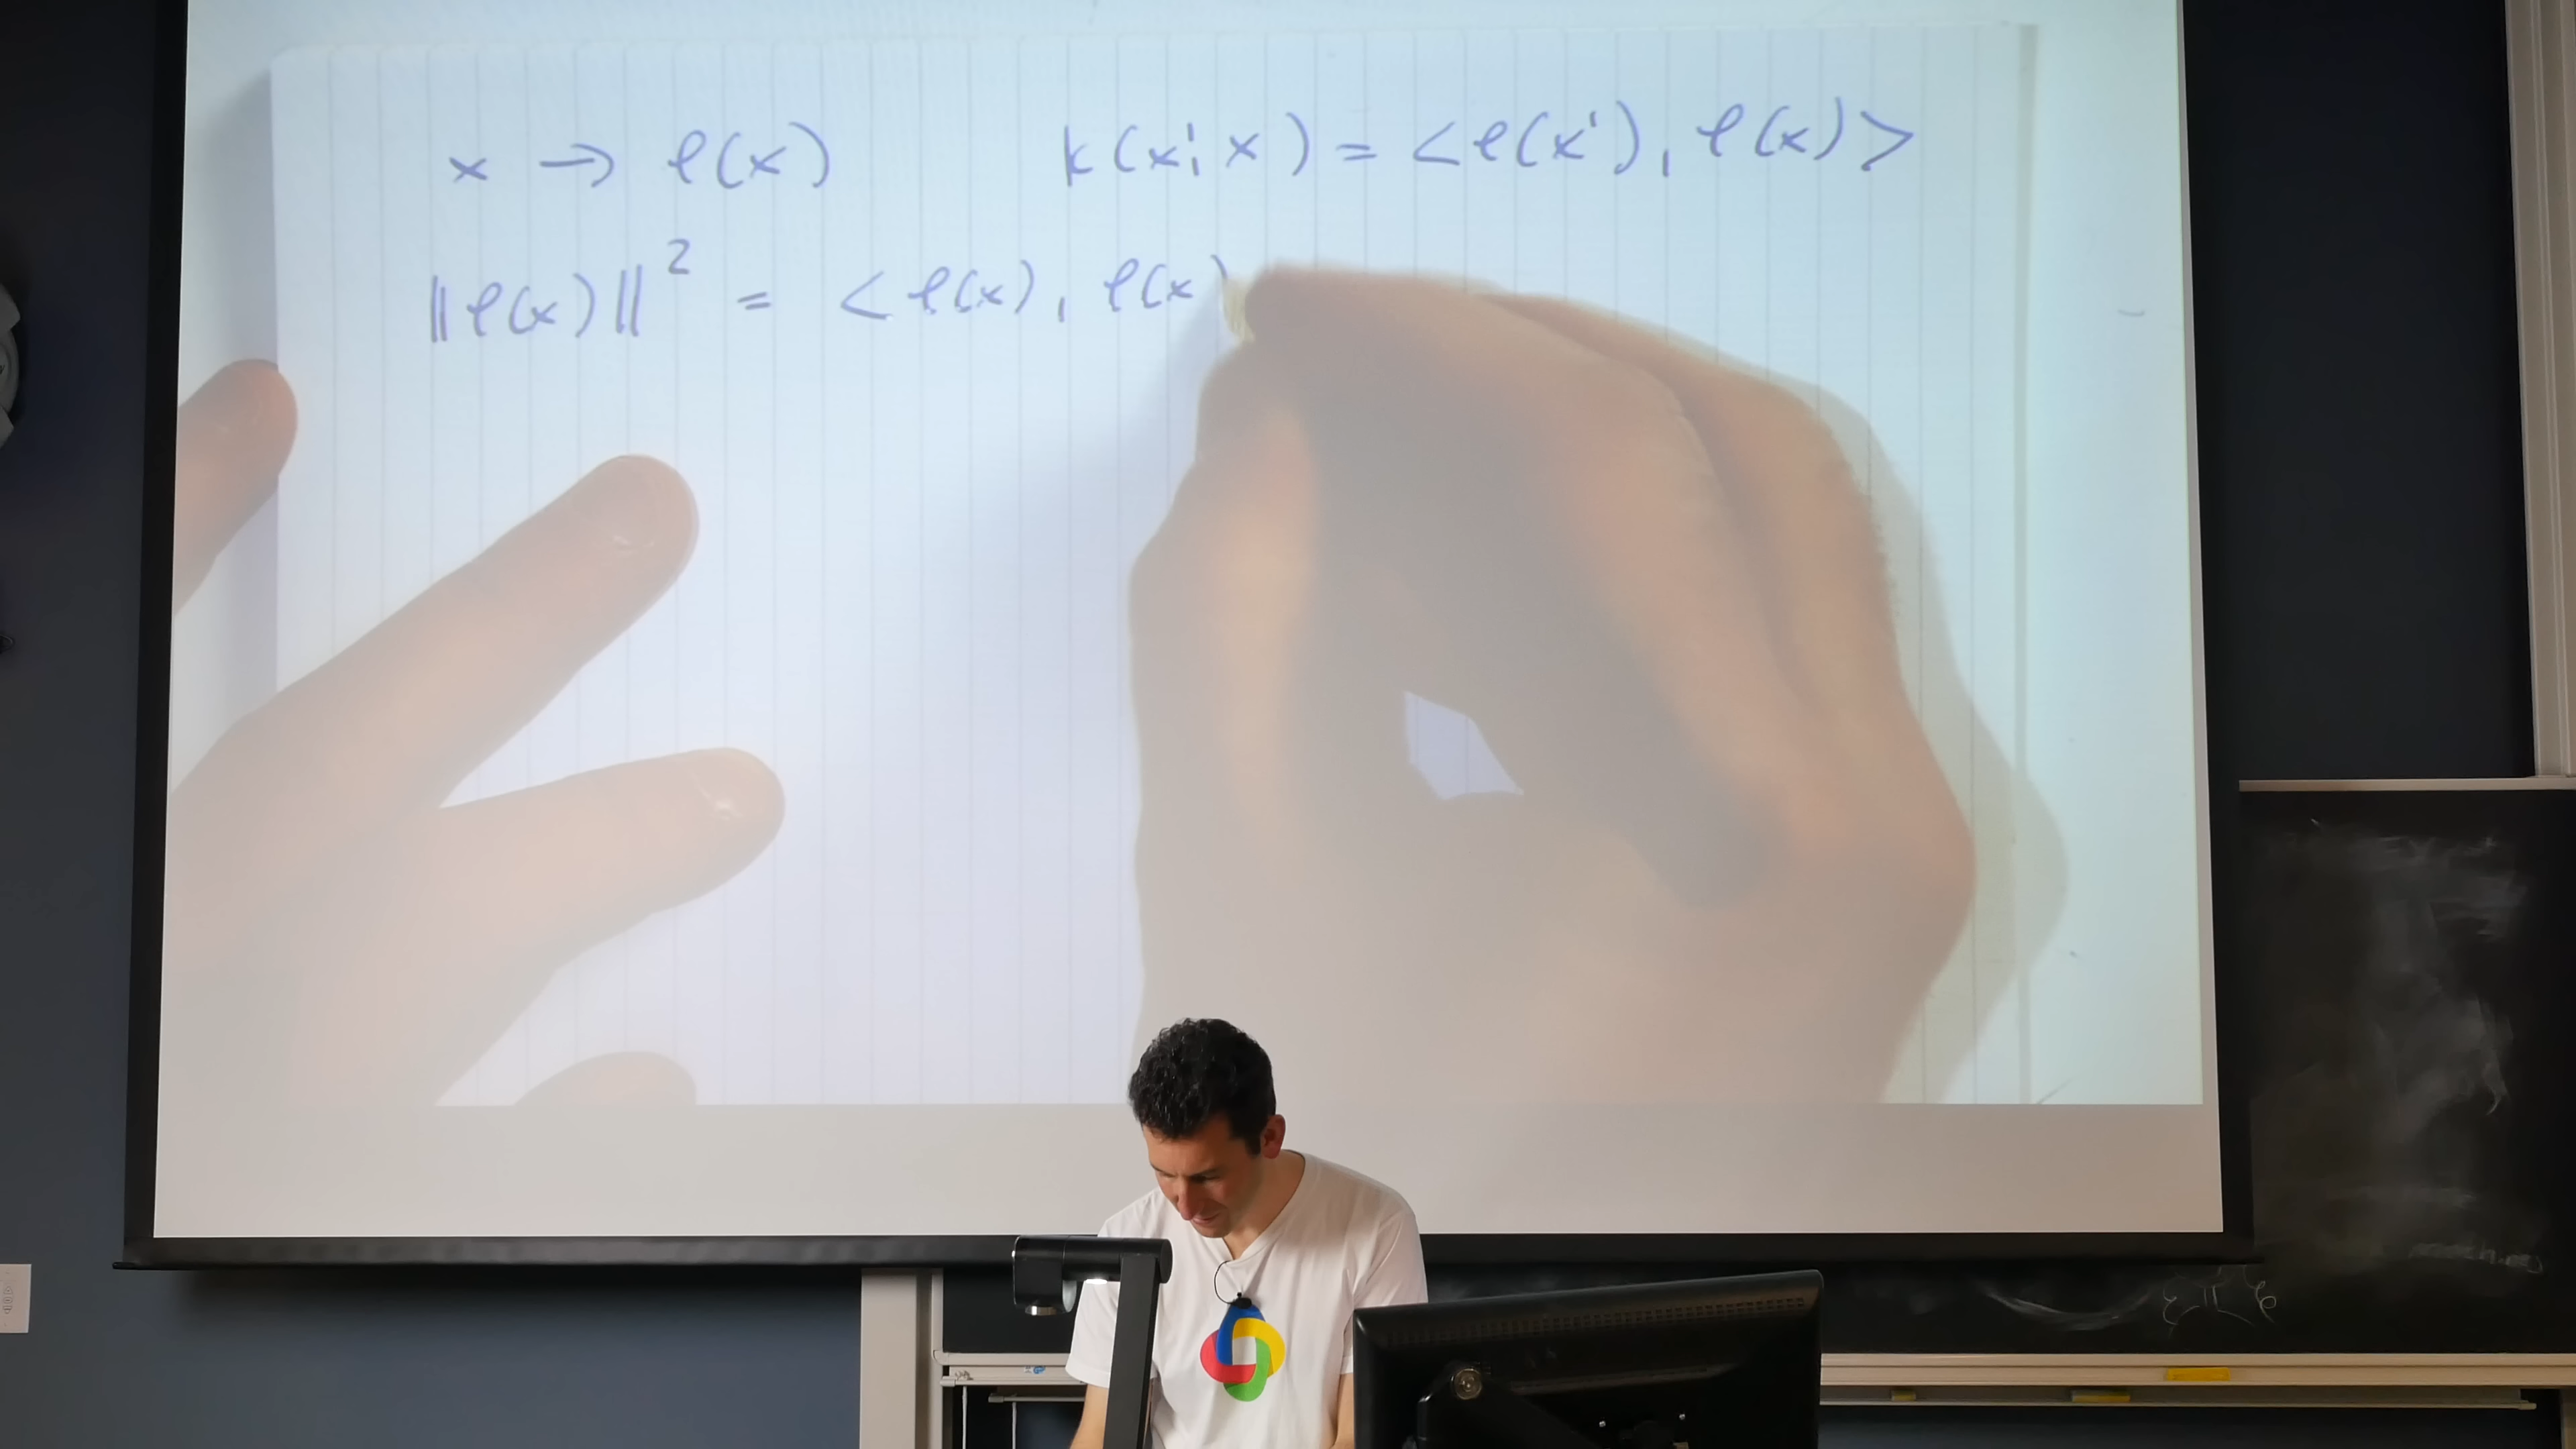 x → φ(x) k(x', x) = <φ(x'), φ(x)>
||φ(x)||² = <φ(x), φ(x)